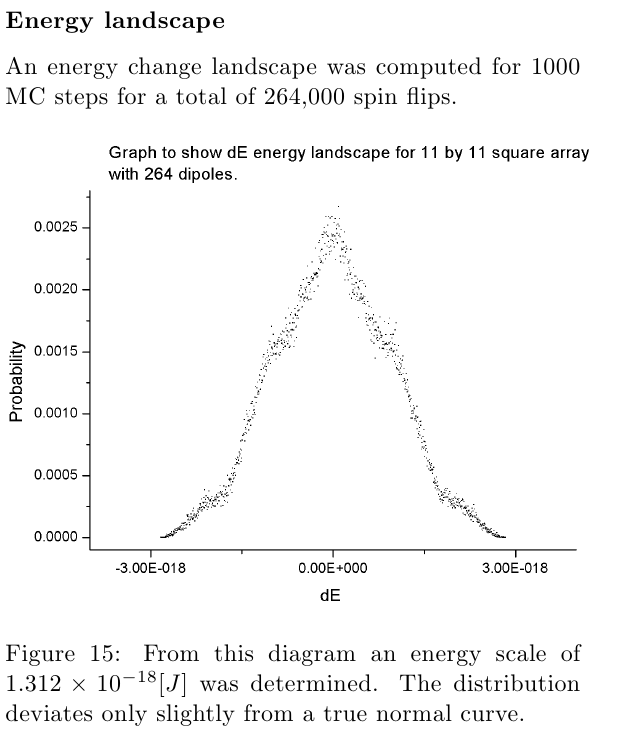 Energy landscape
An energy change landscape was computed for 1000
MC steps for a total of 264,000 spin flips.
Graph to show dE energy landscape for 11 by 11 square array
with 264 dipoles.
0.0025
0.0020
0.0015
0.0010
0.0005
0.0000
Probability
-3.00E-018 0.00E+000 3.00E-018
dE
Figure 15: From this diagram an energy scale of
1.312 × 10⁻¹⁸[J] was determined. The distribution
deviates only slightly from a true normal curve.